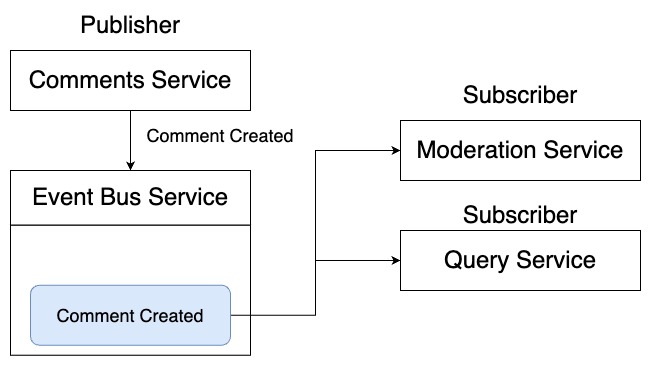 Publisher
Comments Service
Comment Created
Event Bus Service
Comment Created
Subscriber
Moderation Service
Subscriber
Query Service